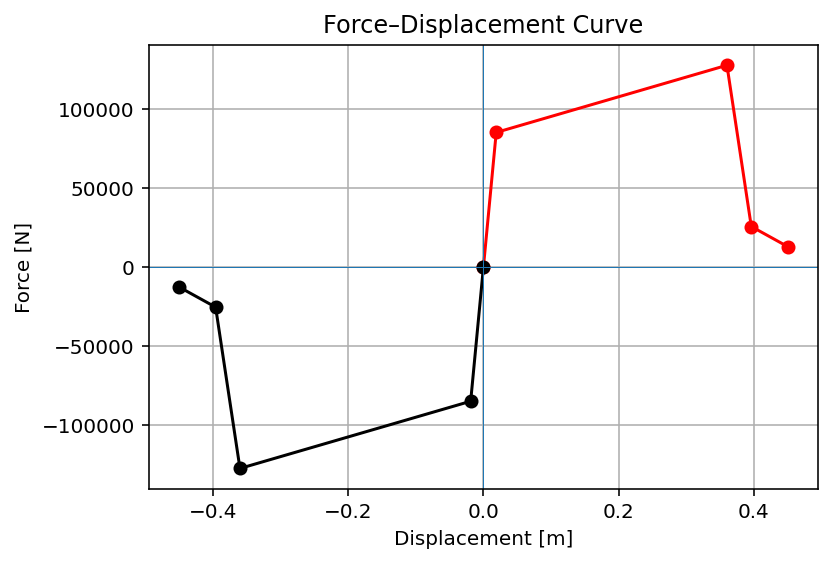 Force–Displacement Curve
100000
50000
0
−50000
−100000
Force [N]
−0.4 −0.2 0.0 0.2 0.4
Displacement [m]